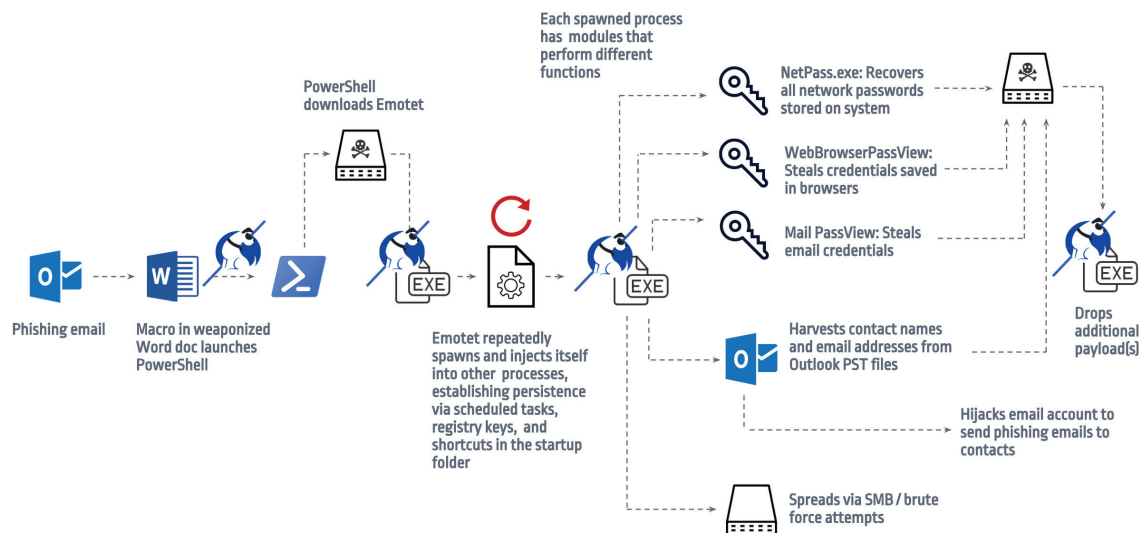 Each spawned process
has modules that
perform different
functions
PowerShell
downloads Emotet
NetPass.exe: Recovers
all network passwords
stored on system
WebBrowserPassView:
Steals credentials saved
in browsers
Mail PassView: Steals
email credentials
O
W
EXE
EXE
EXE
Phishing email
Macro in weaponized
Word doc launches
PowerShell
Emotet repeatedly
spawns and injects itself
into other processes,
establishing persistence
via scheduled tasks,
registry keys, and
shortcuts in the startup
folder
O
Harvests contact names
and email addresses from
Outlook PST files
Drops
additional
payload(s)
Hijacks email account to
send phishing emails to
contacts
Spreads via SMB / brute
force attempts